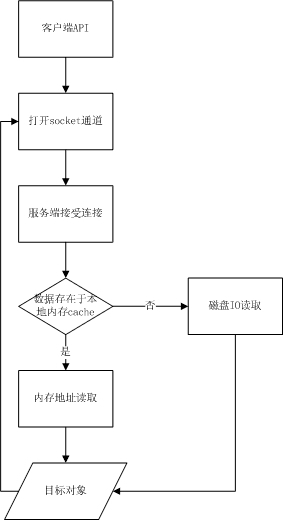 客户端API
打开socket通道
服务端接受连接
数据存在于本
地内存cache
否
磁盘IO读取
是
内存地址读取
目标对象